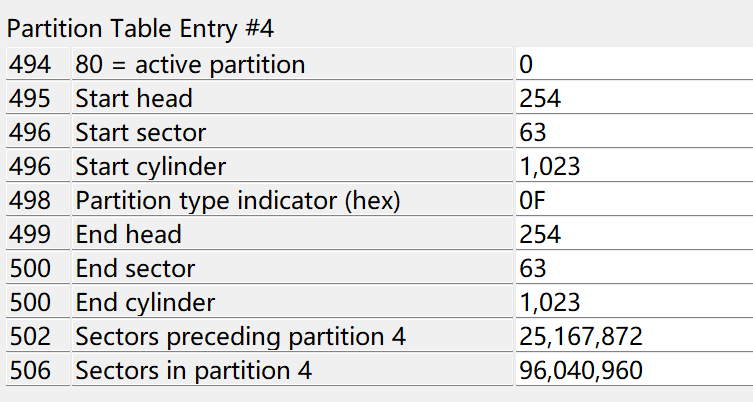 Partition Table Entry #4
494 80 = active partition 0
495 Start head 254
496 Start sector 63
496 Start cylinder 1,023
498 Partition type indicator (hex) 0F
499 End head 254
500 End sector 63
500 End cylinder 1,023
502 Sectors preceding partition 4 25,167,872
506 Sectors in partition 4 96,040,960